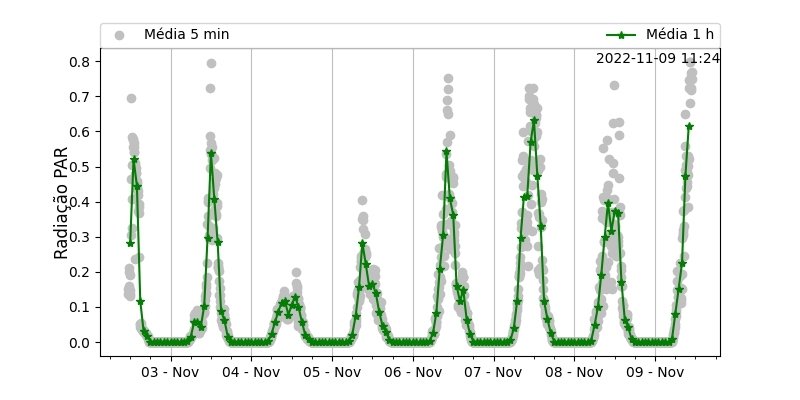 Média 5 min
Média 1 h
2022-11-09 11:24
Radiação PAR
0.8
0.7
0.6
0.5
0.4
0.3
0.2
0.1
0.0
03 - Nov
04 - Nov
05 - Nov
06 - Nov
07 - Nov
08 - Nov
09 - Nov